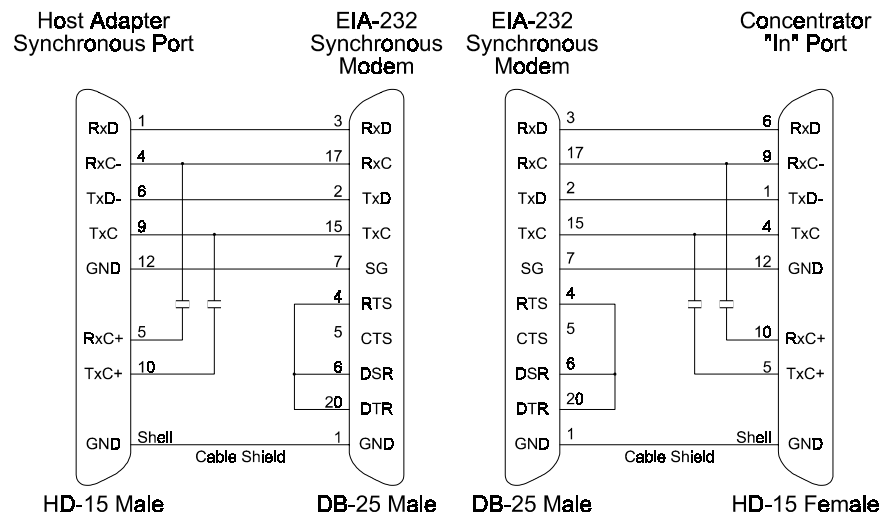 Host Adapter
Synchronous Port
EIA-232
Synchronous
Modem
EIA-232
Synchronous
Modem
Concentrator
"In" Port
RxD 1 3 RxD
RxC- 4 17 RxC
TxD- 6 2 TxD
TxC 9 15 TxC
GND 12 7 SG
4 RTS
RxC+ 5 5 CTS
TxC+ 10 6 DSR
20 DTR
GND Shell Cable Shield 1 GND
HD-15 Male DB-25 Male
RxD 3 6 RxD
RxC 17 9 RxC-
TxD 2 1 TxD-
TxC 15 4 TxC
SG 7 12 GND
RTS 4
CTS 5 10 RxC+
DSR 6 5 TxC+
DTR 20
GND 1 Cable Shield Shell GND
DB-25 Male HD-15 Female